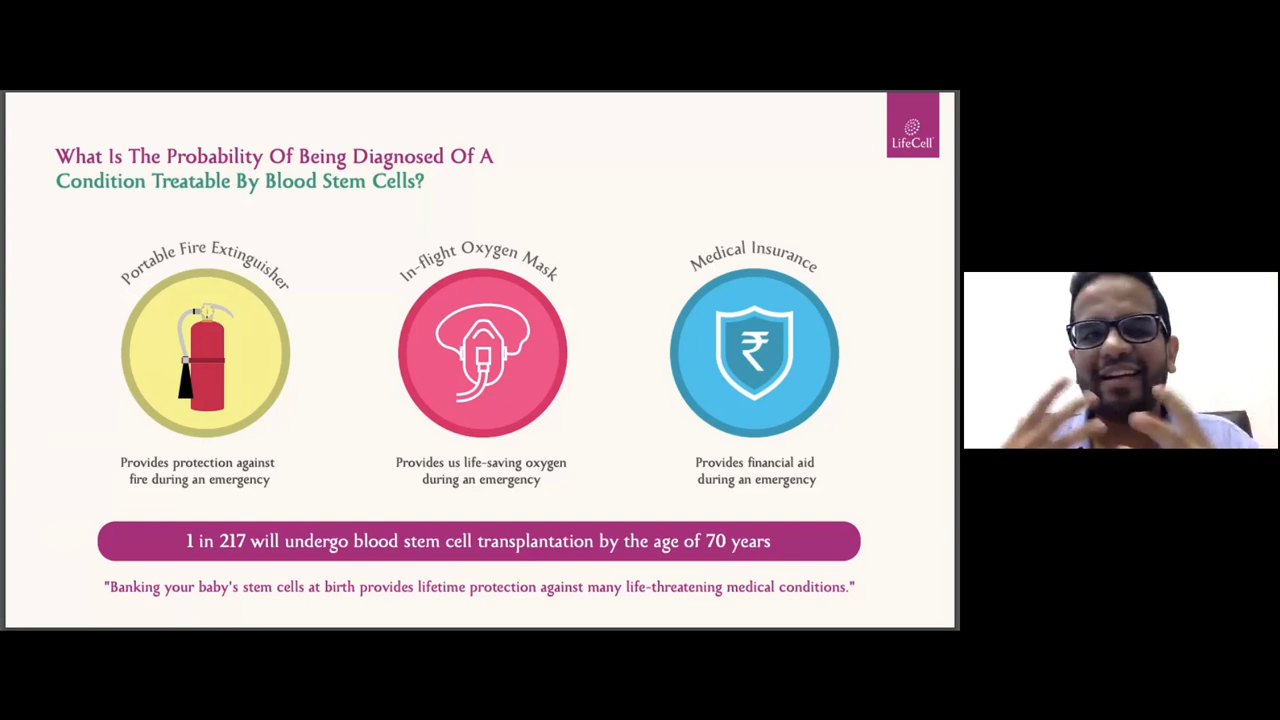 LifeCell
What Is The Probability Of Being Diagnosed Of A
Condition Treatable By Blood Stem Cells?
Portable Fire Extinguisher
In-flight Oxygen Mask
Medical Insurance
₹
Provides protection against
fire during an emergency
Provides us life-saving oxygen
during an emergency
Provides financial aid
during an emergency
1 in 217 will undergo blood stem cell transplantation by the age of 70 years
"Banking your baby's stem cells at birth provides lifetime protection against many life-threatening medical conditions."